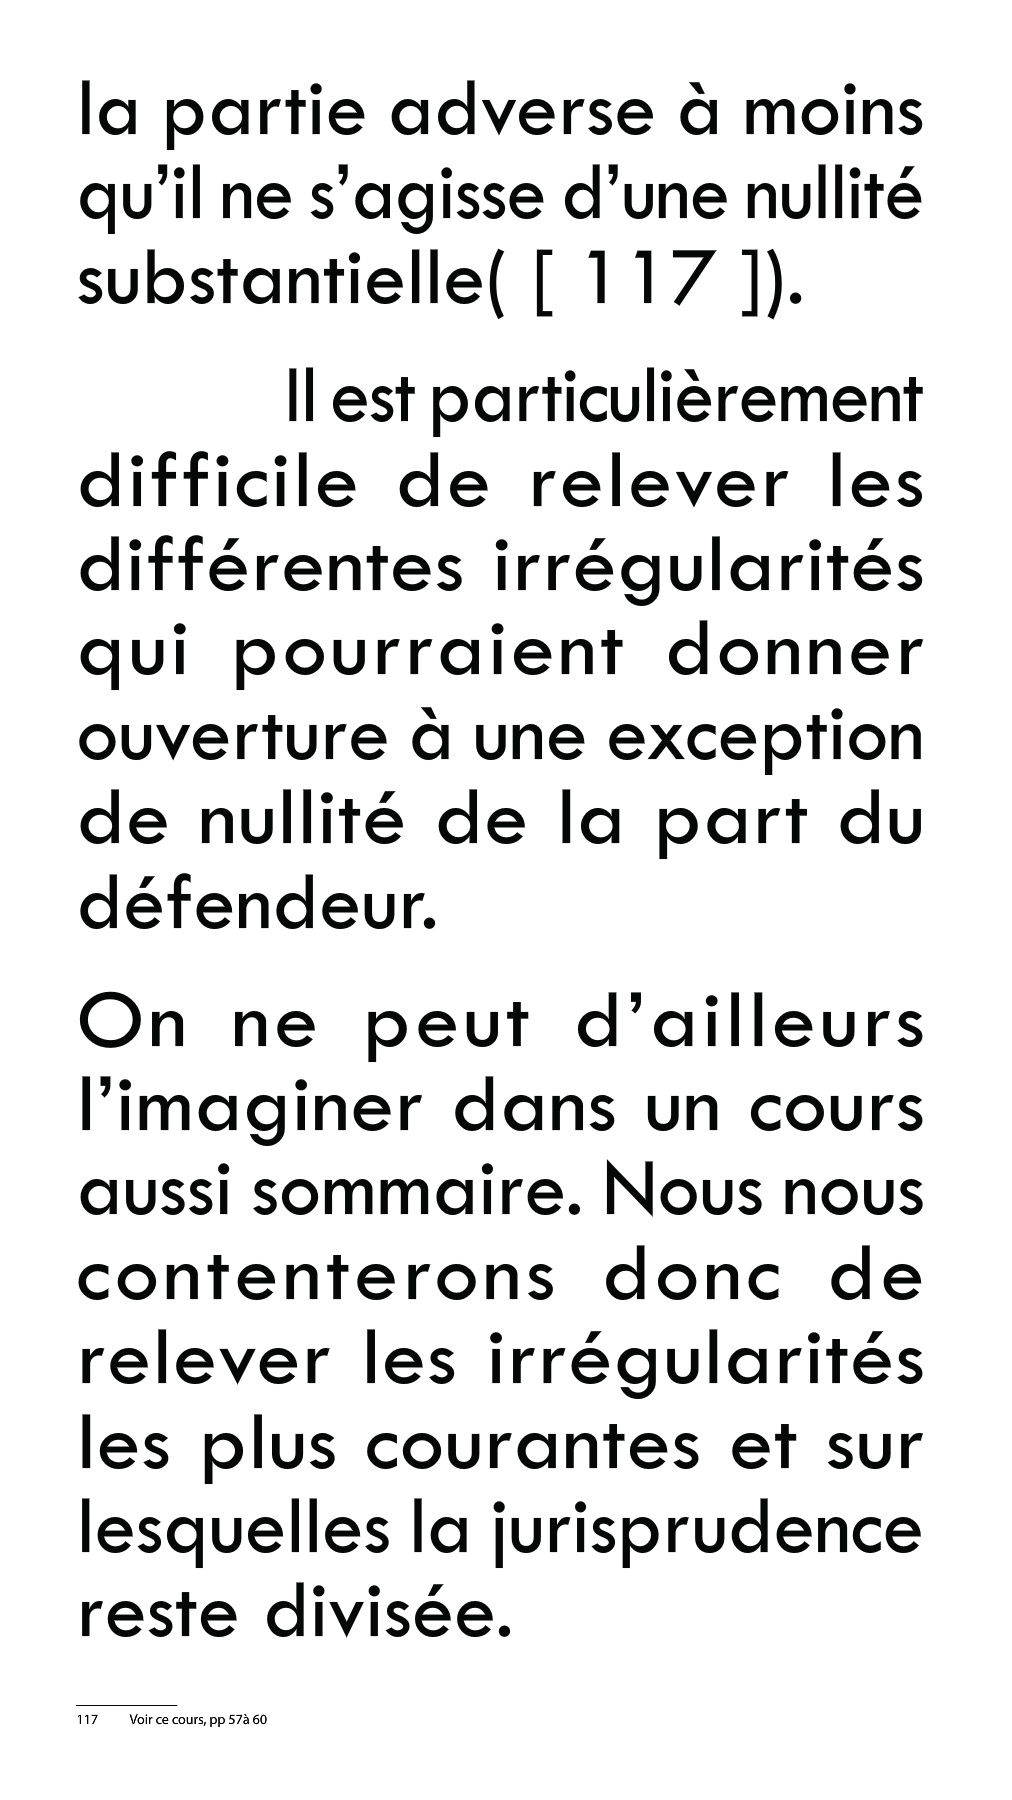 la partie adverse à moins
qu’il ne s’agisse d’une nullité
substantielle( [ 117 ]).
Il est particulièrement
difficile de relever les
différentes irrégularités
qui pourraient donner
ouverture à une exception
de nullité de la part du
défendeur.
On ne peut d’ailleurs
l’imaginer dans un cours
aussi sommaire. Nous nous
contenterons donc de
relever les irrégularités
les plus courantes et sur
lesquelles la jurisprudence
reste divisée.
117 Voir ce cours, pp 57à 60